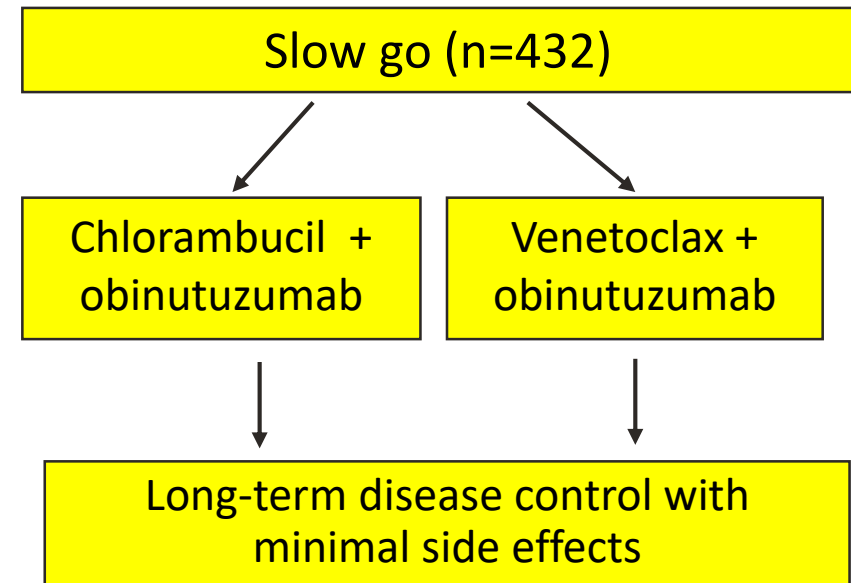 Slow go (n=432)
Chlorambucil +
obinutuzumab
Venetoclax +
obinutuzumab
Long-term disease control with
minimal side effects